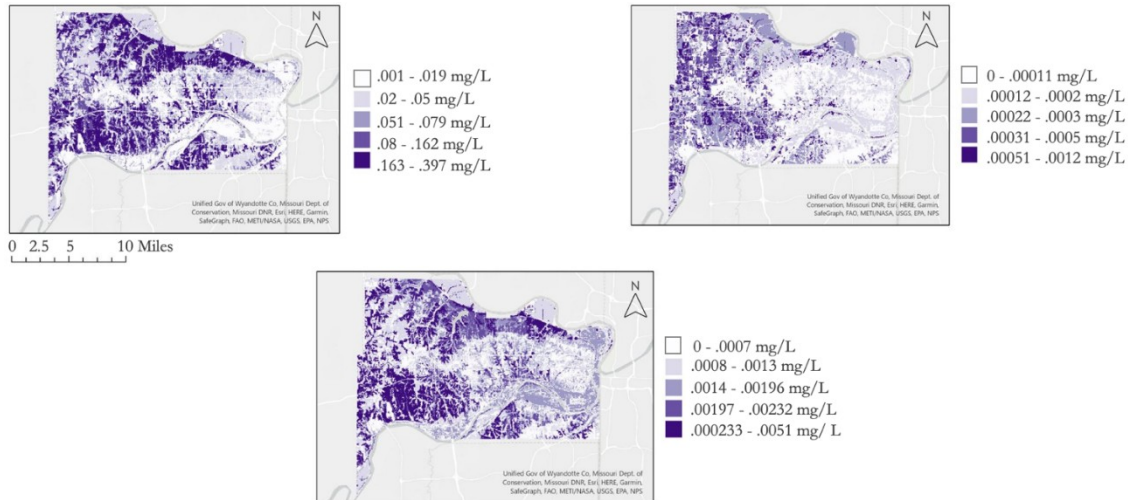 N
.001 - .019 mg/L
.02 - .05 mg/L
.051 - .079 mg/L
.08 - .162 mg/L
.163 - .397 mg/L
Unified Gov of Wyandotte Co, Missouri Dept. of
Conservation, Missouri DNR, Esri, HERE, Garmin,
SafeGraph, FAO, METI/NASA, USGS, EPA, NPS
0 2.5 5 10 Miles
N
0 - .00011 mg/L
.00012 - .0002 mg/L
.00022 - .0003 mg/L
.00031 - .0005 mg/L
.00051 - .0012 mg/L
Unified Gov of Wyandotte Co, Missouri Dept. of
Conservation, Missouri DNR, Esri, HERE, Garmin,
SafeGraph, FAO, METI/NASA, USGS, EPA, NPS
N
0 - .0007 mg/L
.0008 - .0013 mg/L
.0014 - .00196 mg/L
.00197 - .00232 mg/L
.000233 - .0051 mg/ L
Unified Gov of Wyandotte Co, Missouri Dept. of
Conservation, Missouri DNR, Esri, HERE, Garmin,
SafeGraph, FAO, METI/NASA, USGS, EPA, NPS